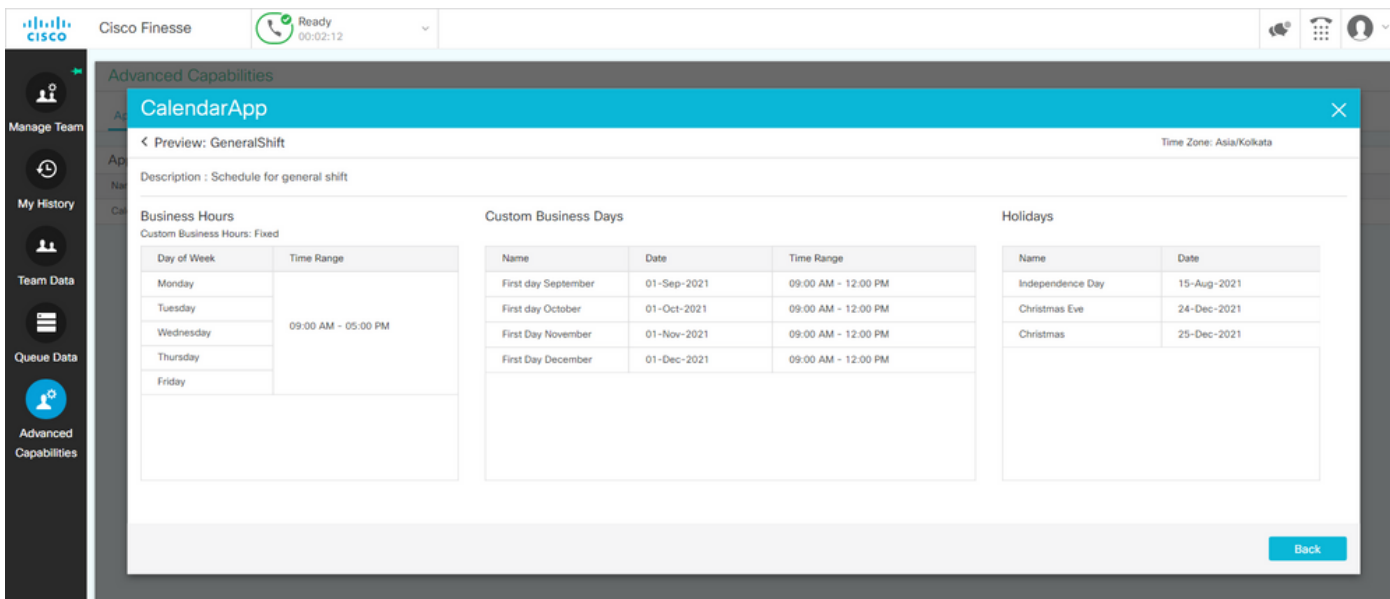 CISCO
Cisco Finesse
Ready
00:02:12
Manage Team
My History
Team Data
Queue Data
Advanced
Capabilities
Advanced Capabilities
CalendarApp
Preview: GeneralShift
Time Zone: Asia/Kolkata
Description : Schedule for general shift
Business Hours
Custom Business Hours: Fixed
Day of Week Time Range
Monday
Tuesday
Wednesday
Thursday
Friday
09:00 AM - 05:00 PM
Custom Business Days
Name Date Time Range
First day September 01-Sep-2021 09:00 AM - 12:00 PM
First day October 01-Oct-2021 09:00 AM - 12:00 PM
First Day November 01-Nov-2021 09:00 AM - 12:00 PM
First Day December 01-Dec-2021 09:00 AM - 12:00 PM
Holidays
Name Date
Independence Day 15-Aug-2021
Christmas Eve 24-Dec-2021
Christmas 25-Dec-2021
Back